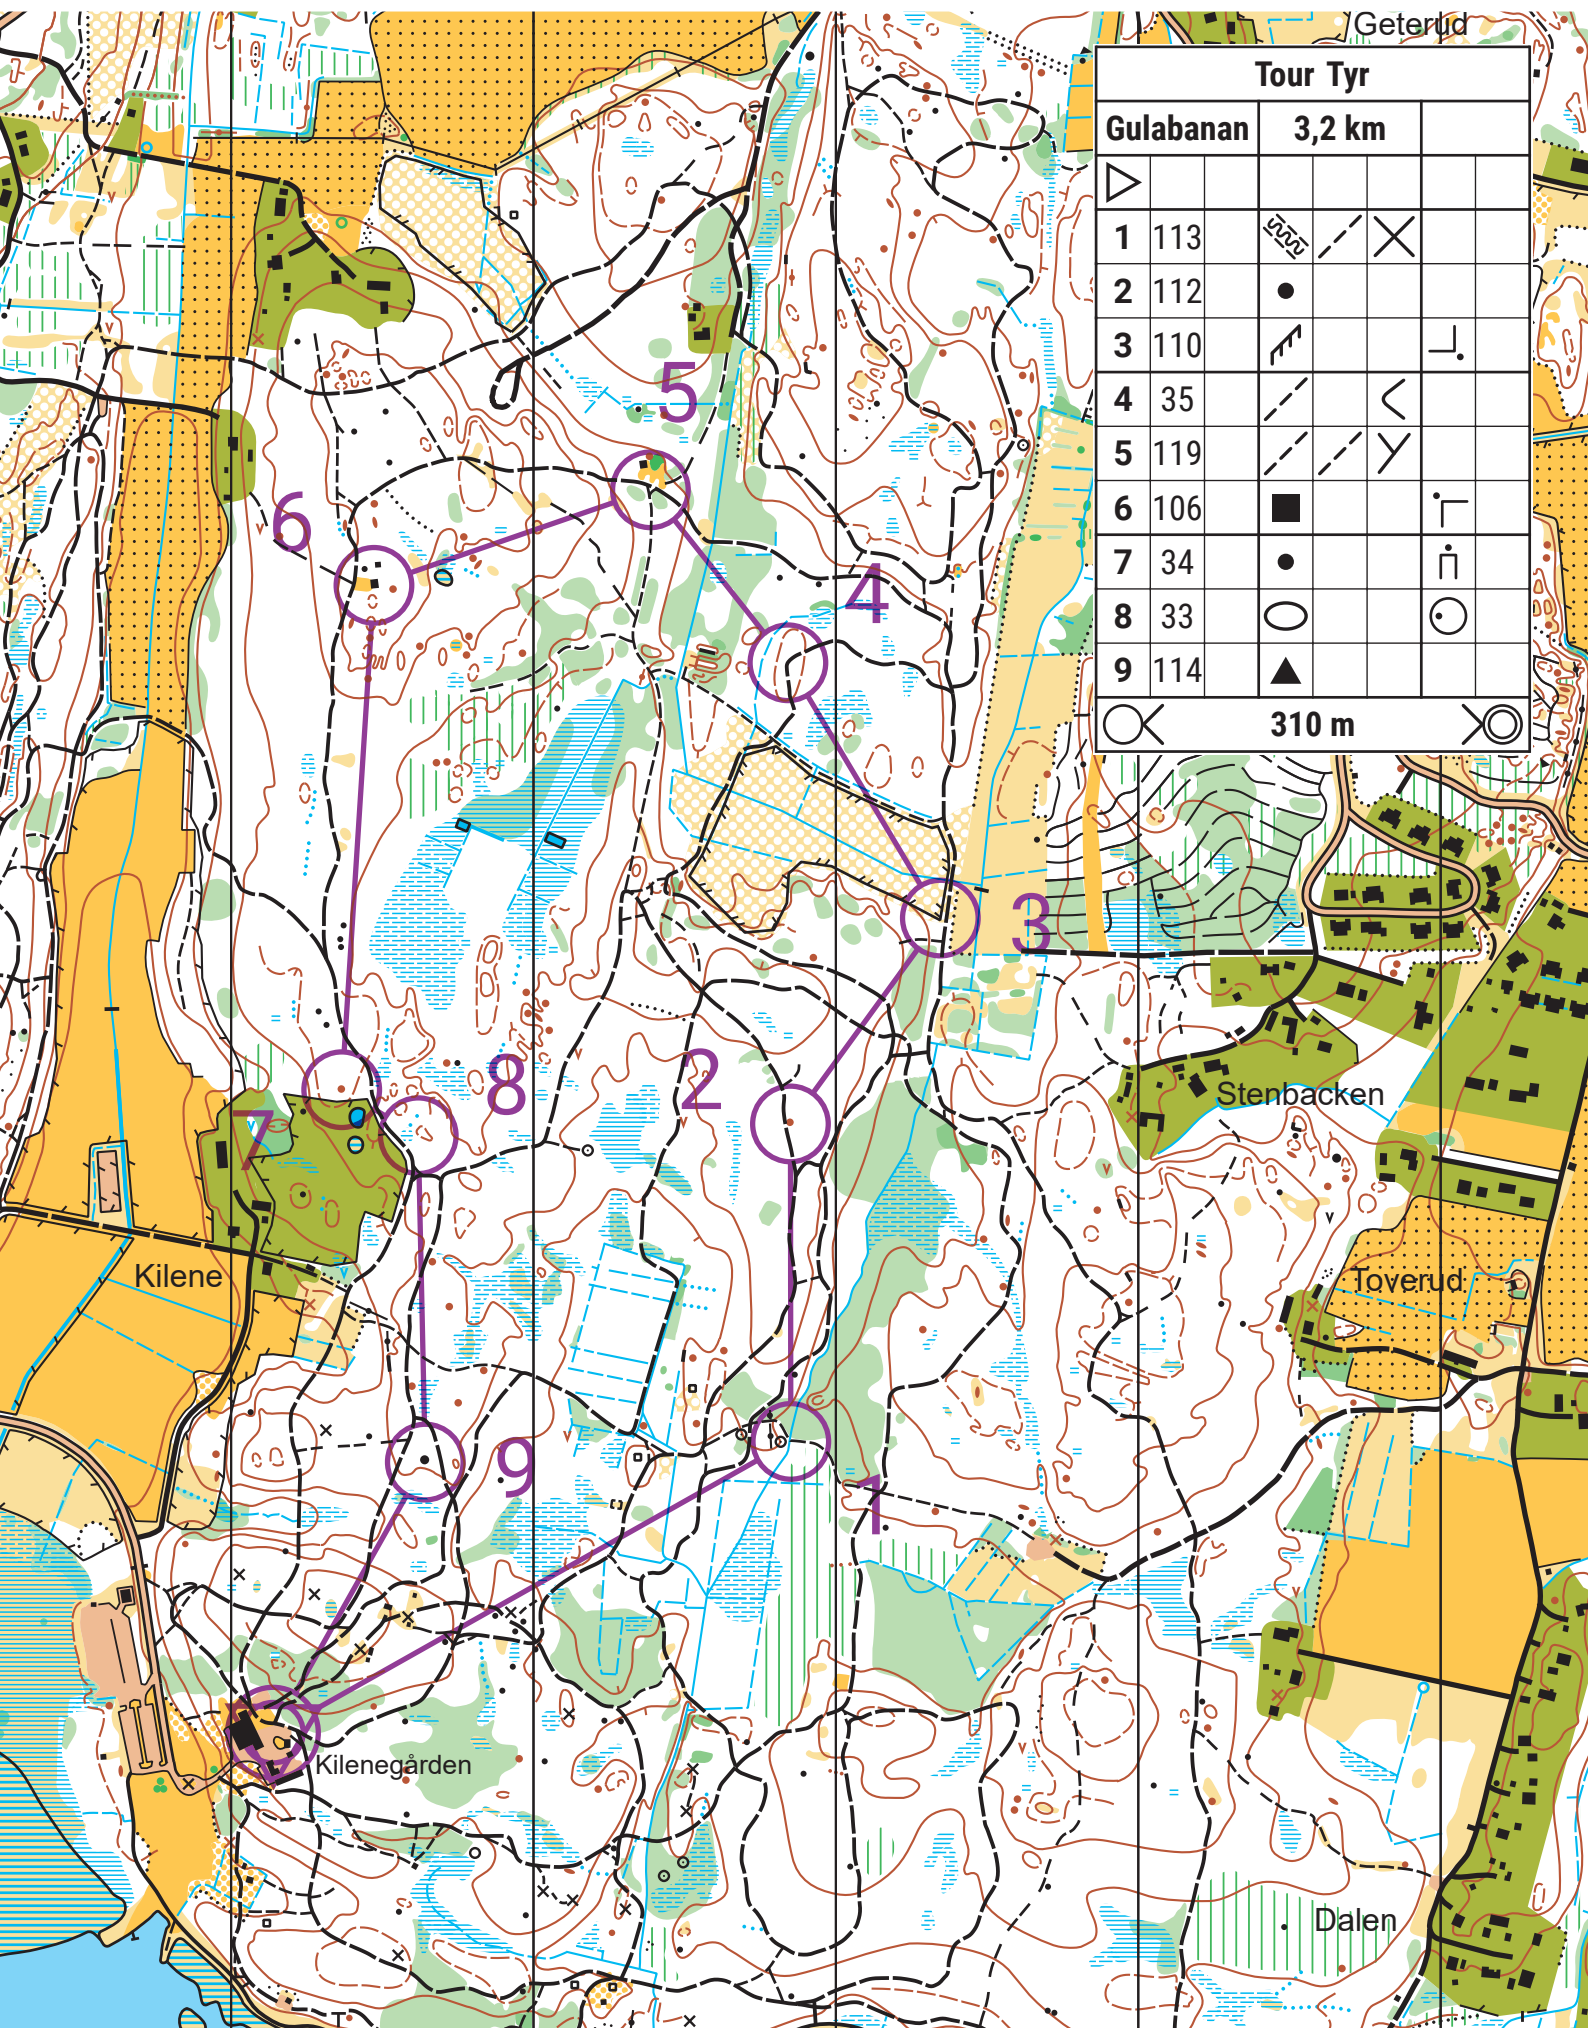 Geterud
Tour Tyr
Gulabanan 3,2 km
1 113
2 112
3 110
4 35
5 119
6 106
7 34
8 33
9 114
310 m
5
6
4
3
8
2
7
Stenbacken
Kilene
Toverud
9
1
Kilenegården
Dalen